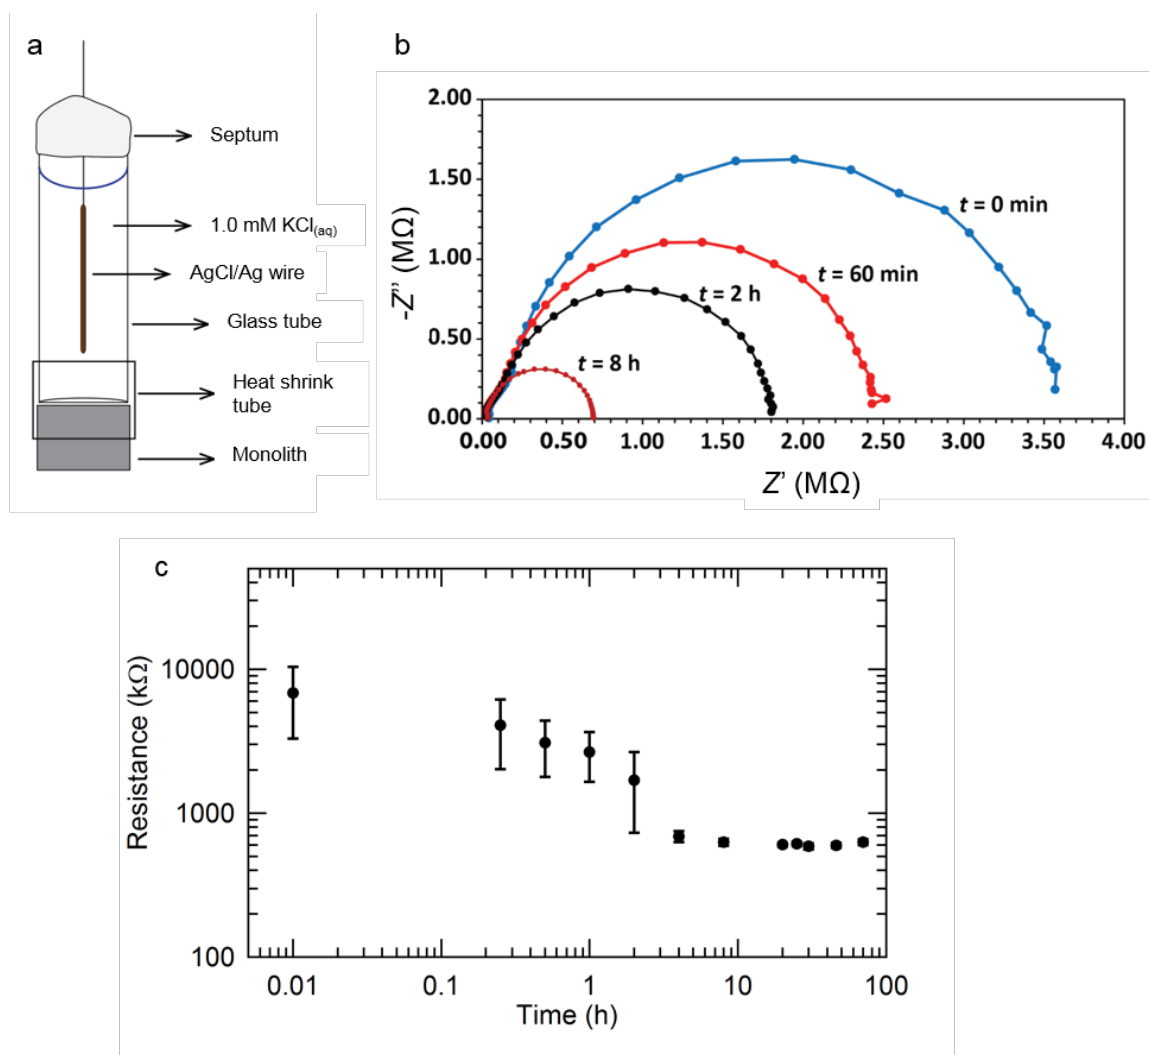 a
Septum
1.0 mM KCl(aq)
AgCl/Ag wire
Glass tube
Heat shrink
tube
Monolith
b
2.00
1.50
1.00
0.50
0.00
-Z" (MΩ)
t = 0 min
t = 60 min
t = 2 h
t = 8 h
0.00 0.50 1.00 1.50 2.00 2.50 3.00 3.50 4.00
Z' (MΩ)
c
10000
1000
100
Resistance (kΩ)
0.01 0.1 1 10 100
Time (h)